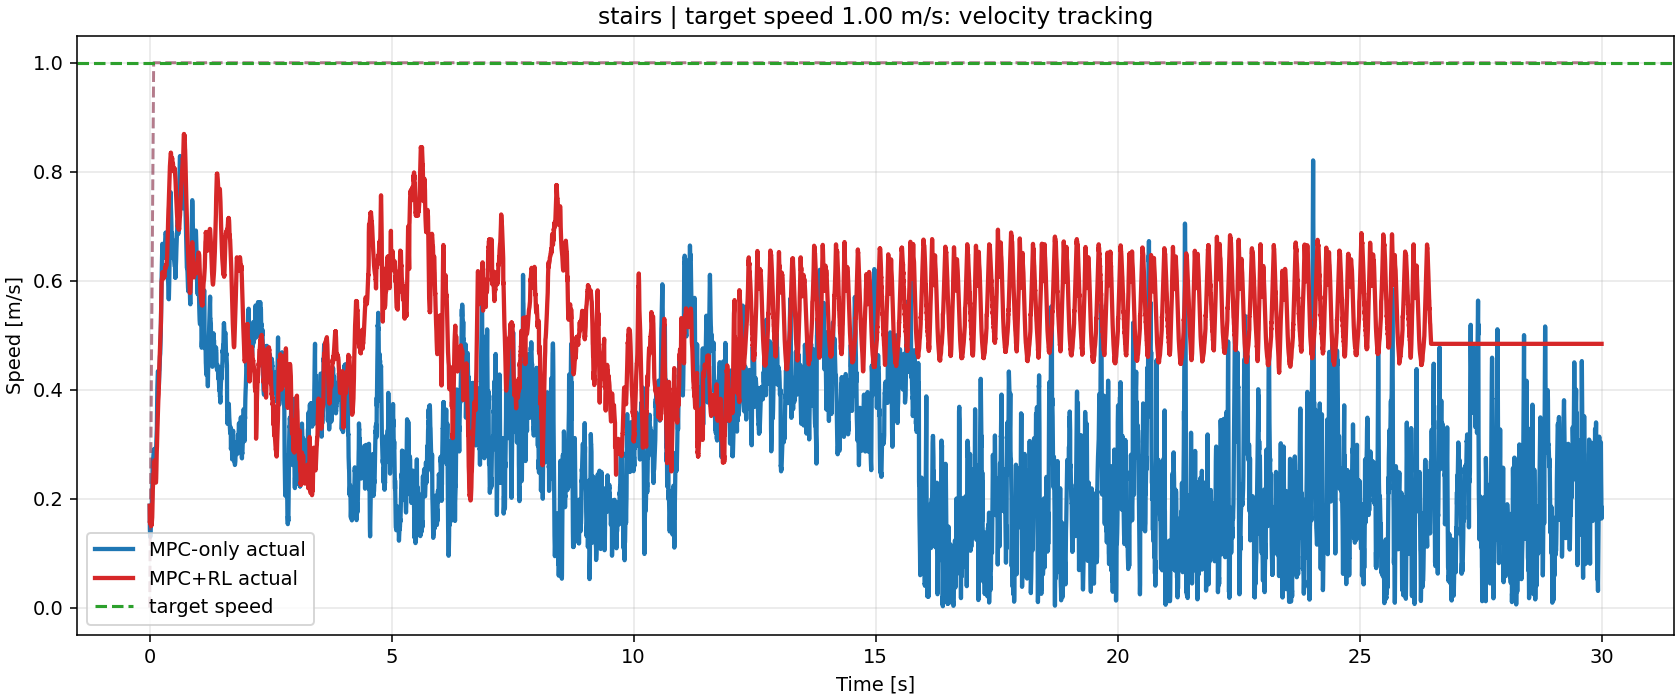 stairs | target speed 1.00 m/s: velocity tracking
Speed [m/s]
1.0
0.8
0.6
0.4
0.2
0.0
MPC-only actual
MPC+RL actual
target speed
0 5 10 15 20 25 30
Time [s]